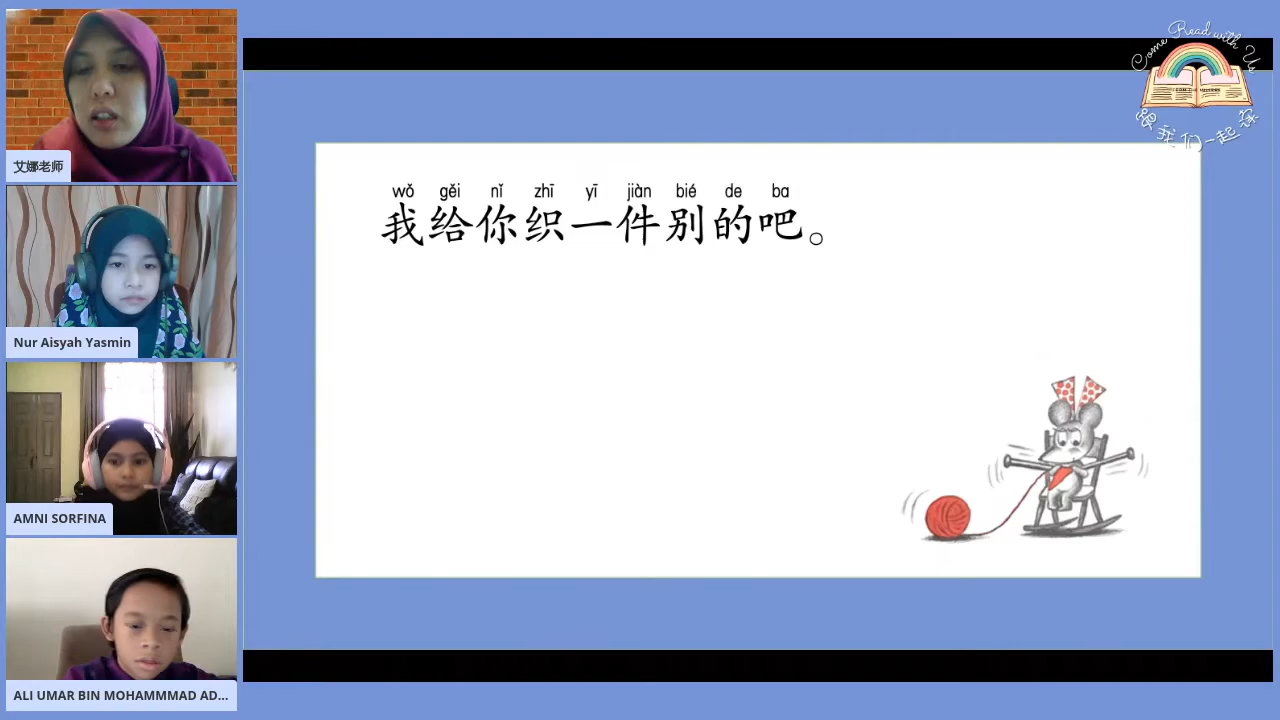 艾娜老师
Nur Aisyah Yasmin
AMNI SORFINA
ALI UMAR BIN MOHAMMMAD AD...
Come Read with Us
跟我们一起读
wǒ gěi nǐ zhī yī jiàn bié de ba
我给你织一件别的吧。